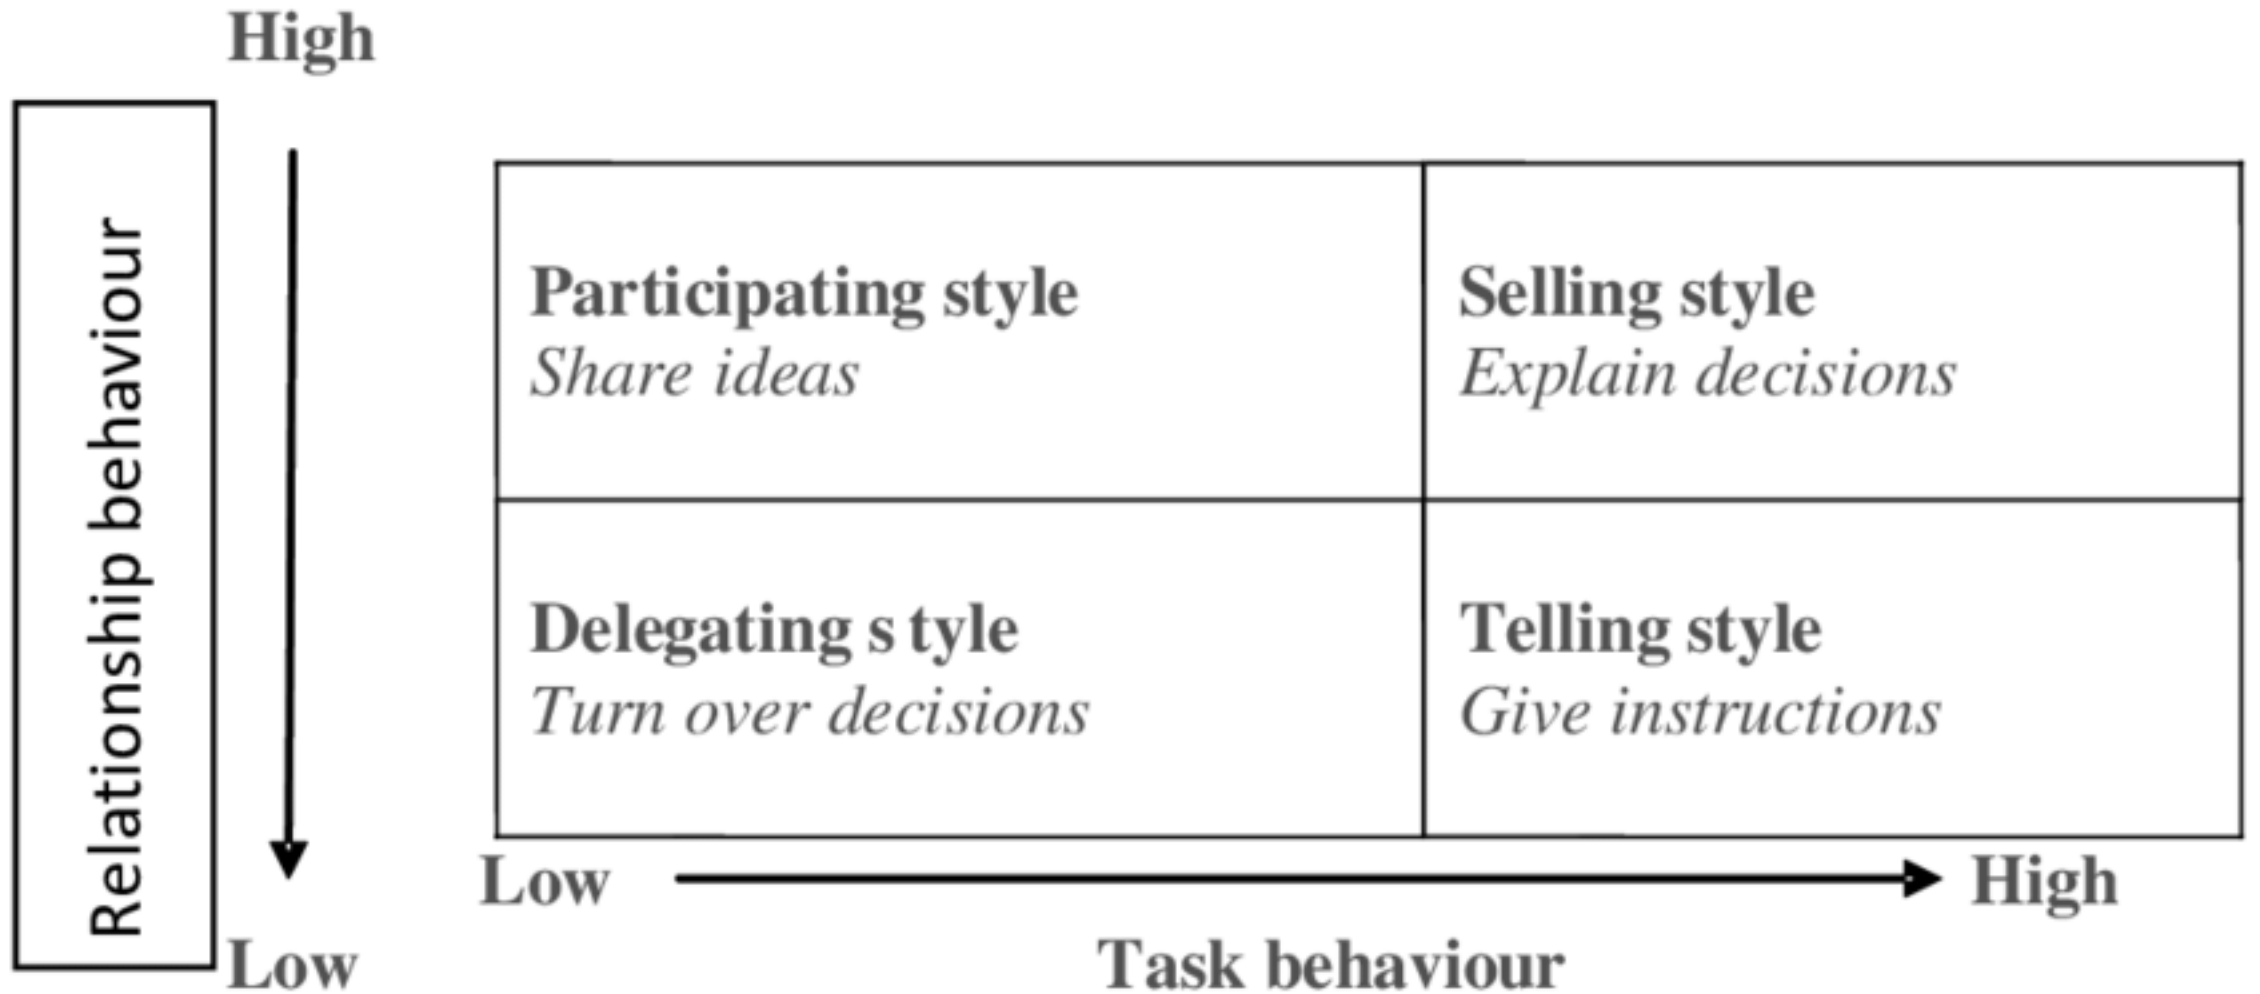 High
Relationship behaviour
Participating style
Share ideas
Selling style
Explain decisions
Delegating s tyle
Turn over decisions
Telling style
Give instructions
Low
High
Low
Task behaviour